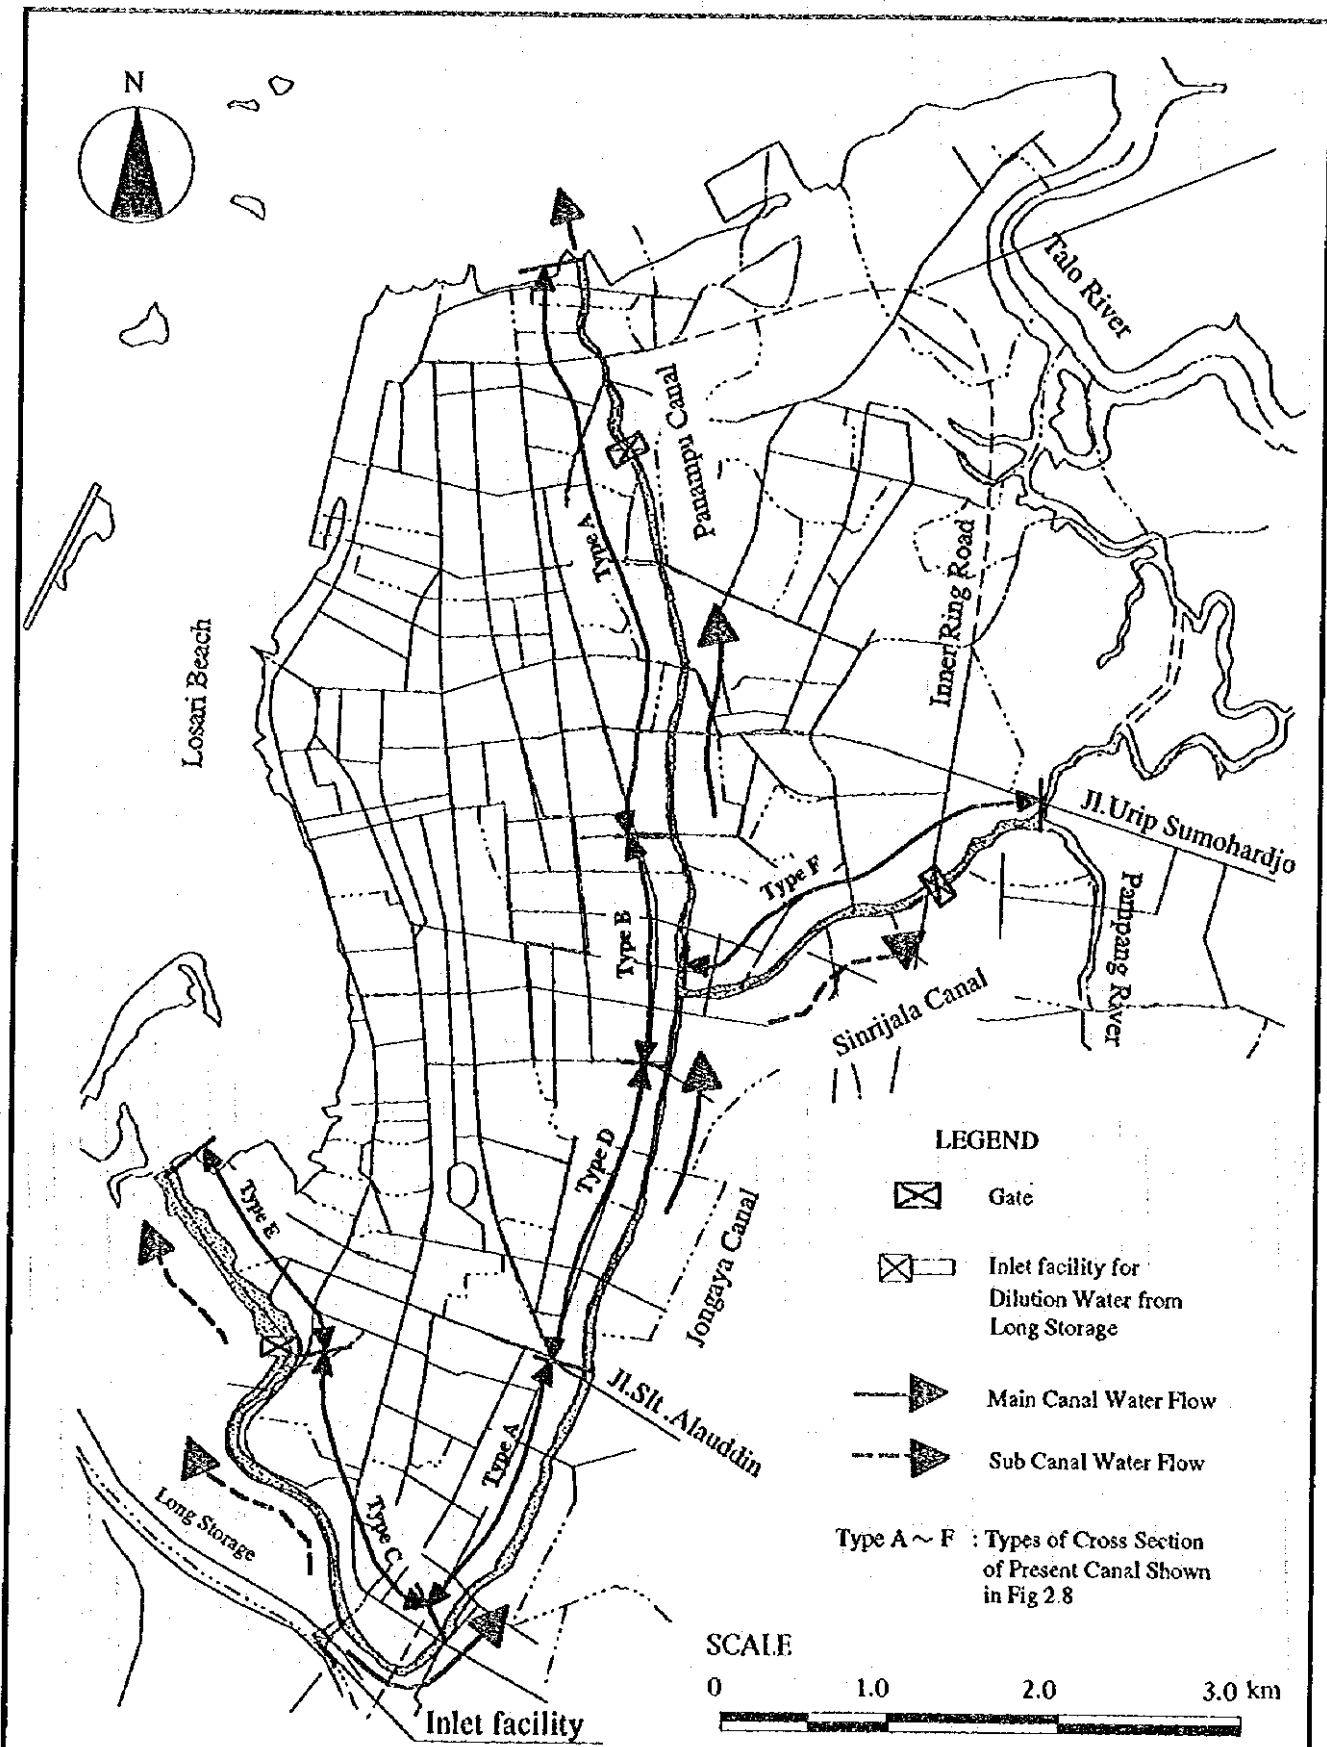 N
Talo River
Panampu Canal
Type A
Inner Ring Road
Losari Beach
Jl.Urip Sumohardjo
Type F
Type B
Pampang River
Sinrijala Canal
Type D
Type E
Jongaya Canal
Jl.Slt.Alauddin
Type A
Type C
Long Storage
Inlet facility
LEGEND
Gate
Inlet facility for
Dilution Water from
Long Storage
Main Canal Water Flow
Sub Canal Water Flow
Type A ~ F : Types of Cross Section
of Present Canal Shown
in Fig 2.8
SCALE
0 1.0 2.0 3.0 km